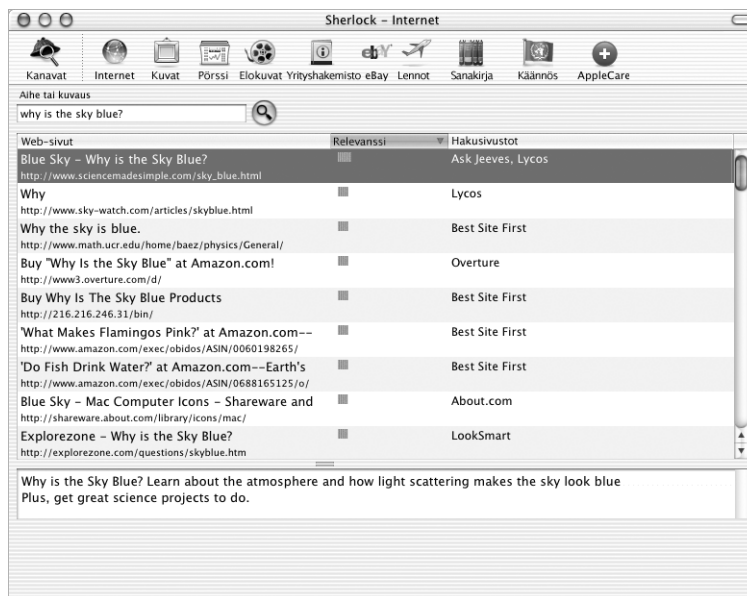 Sherlock – Internet
Kanavat Internet Kuvat Pörssi Elokuvat Yrityshakemisto eBay Lennot Sanakirja Käännös AppleCare
Aihe tai kuvaus
why is the sky blue?
Web-sivut Relevanssi Hakusivustot
Blue Sky – Why is the Sky Blue? Ask Jeeves, Lycos
http://www.sciencemadesimple.com/sky_blue.html
Why Lycos
http://www.sky-watch.com/articles/skyblue.html
Why the sky is blue. Best Site First
http://www.math.ucr.edu/home/baez/physics/General/
Buy "Why Is the Sky Blue" at Amazon.com! Overture
http://www3.overture.com/d/
Buy Why Is The Sky Blue Products Best Site First
http://216.216.246.31/bin/
'What Makes Flamingos Pink?' at Amazon.com-- Best Site First
http://www.amazon.com/exec/obidos/ASIN/0060198265/
'Do Fish Drink Water?' at Amazon.com--Earth's Best Site First
http://www.amazon.com/exec/obidos/ASIN/0688165125/o/
Blue Sky – Mac Computer Icons – Shareware and About.com
http://shareware.about.com/library/icons/mac/
Explorezone – Why is the Sky Blue? LookSmart
http://explorezone.com/questions/skyblue.htm
Why is the Sky Blue? Learn about the atmosphere and how light scattering makes the sky look blue
Plus, get great science projects to do.